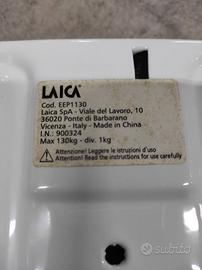 LAICA
Cod. EEP1130
Laica SpA - Viale del Lavoro, 10
36020 Ponte di Barbarano
Vicenza - Italy - Made in China
I.N.: 900324
Max 130kg - div. 1kg
Attenzione! Leggere le istruzioni
Attention! Read the instructions for use carefully
subito